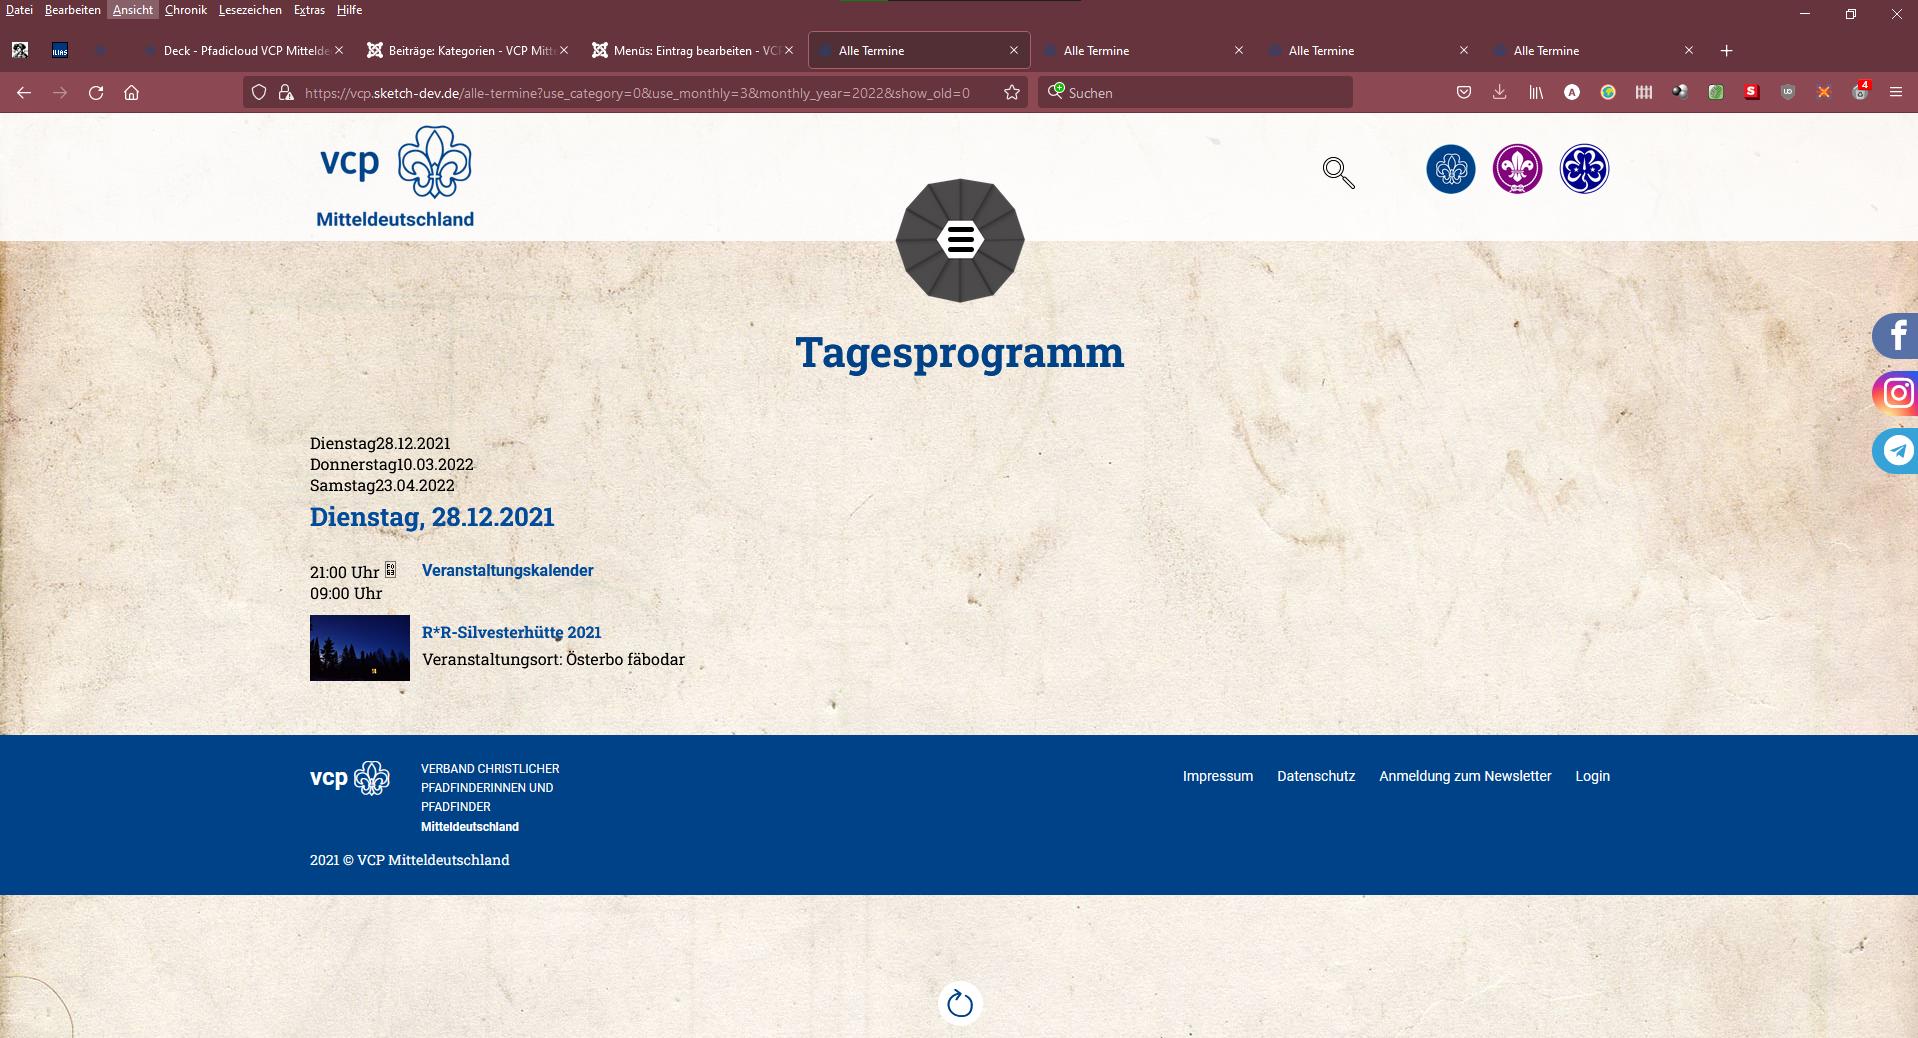 Datei Bearbeiten Ansicht Chronik Lesezeichen Extras Hilfe
ILIAS Deck - Pfadicloud VCP Mittelde Beiträge: Kategorien - VCP Mitt Menüs: Eintrag bearbeiten - VCP Alle Termine Alle Termine Alle Termine Alle Termine
https://vcp.sketch-dev.de/alle-termine?use_category=0&use_monthly=3&monthly_year=2022&show_old=0 Suchen A S 4
vcp
Mitteldeutschland
Tagesprogramm
Dienstag28.12.2021
Donnerstag10.03.2022
Samstag23.04.2022
Dienstag, 28.12.2021
21:00 Uhr
09:00 Uhr
Veranstaltungskalender
R*R-Silvesterhütte 2021
Veranstaltungsort: Österbo fäbodar
vcp
VERBAND CHRISTLICHER
PFADFINDERINNEN UND
PFADFINDER
Mitteldeutschland
Impressum Datenschutz Anmeldung zum Newsletter Login
2021 © VCP Mitteldeutschland